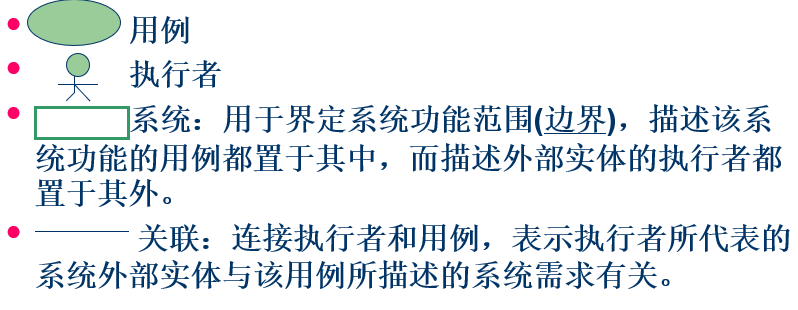 用例
执行者
系统：用于界定系统功能范围(边界)，描述该系
统功能的用例都置于其中，而描述外部实体的执行者都
置于其外。
关联：连接执行者和用例，表示执行者所代表的
系统外部实体与该用例所描述的系统需求有关。